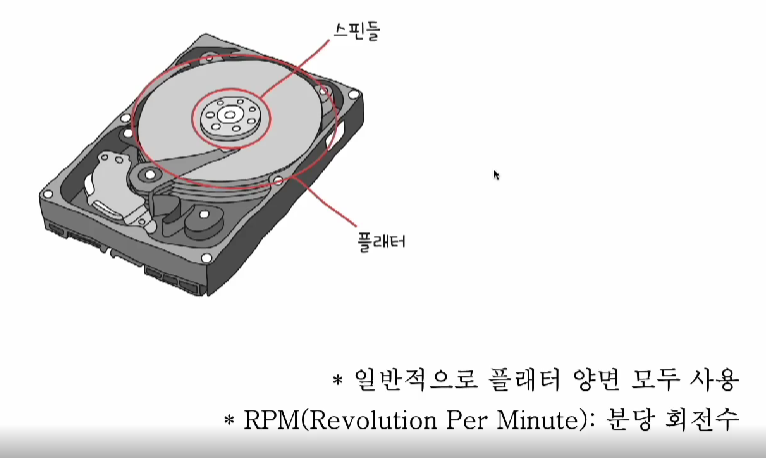 스핀들
플래터
* 일반적으로 플래터 양면 모두 사용
* RPM(Revolution Per Minute): 분당 회전수